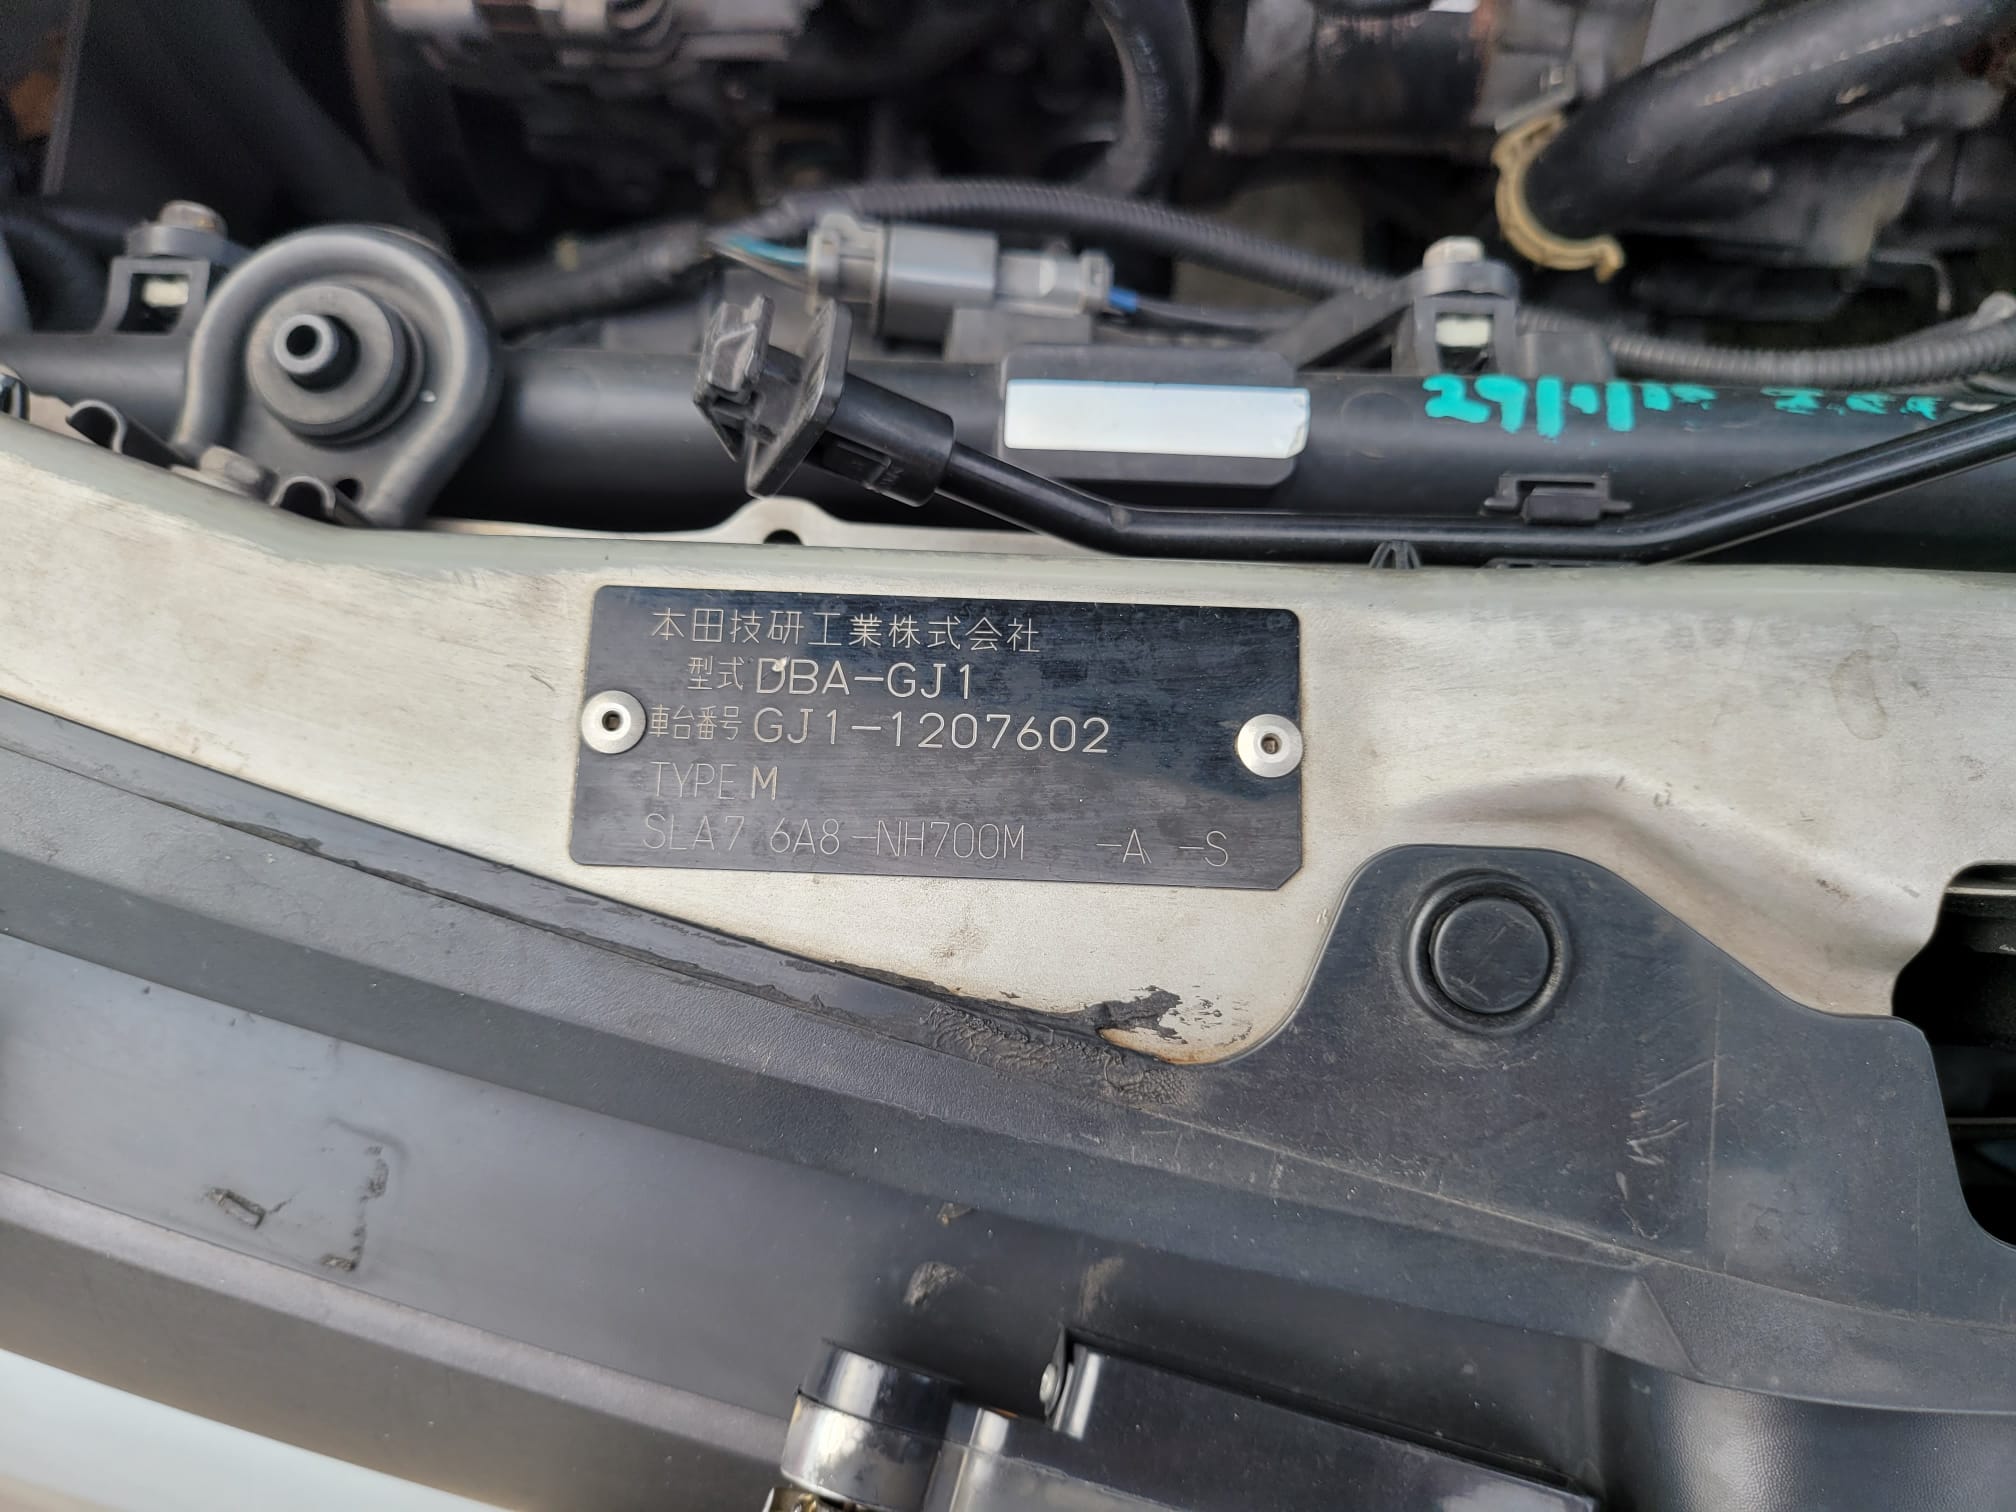 29/
本田技研工業株式会社
型式 DBA-GJ1
車台番号 GJ1-1207602
TYPE M
SLA7 6A8-NH700M -A -S